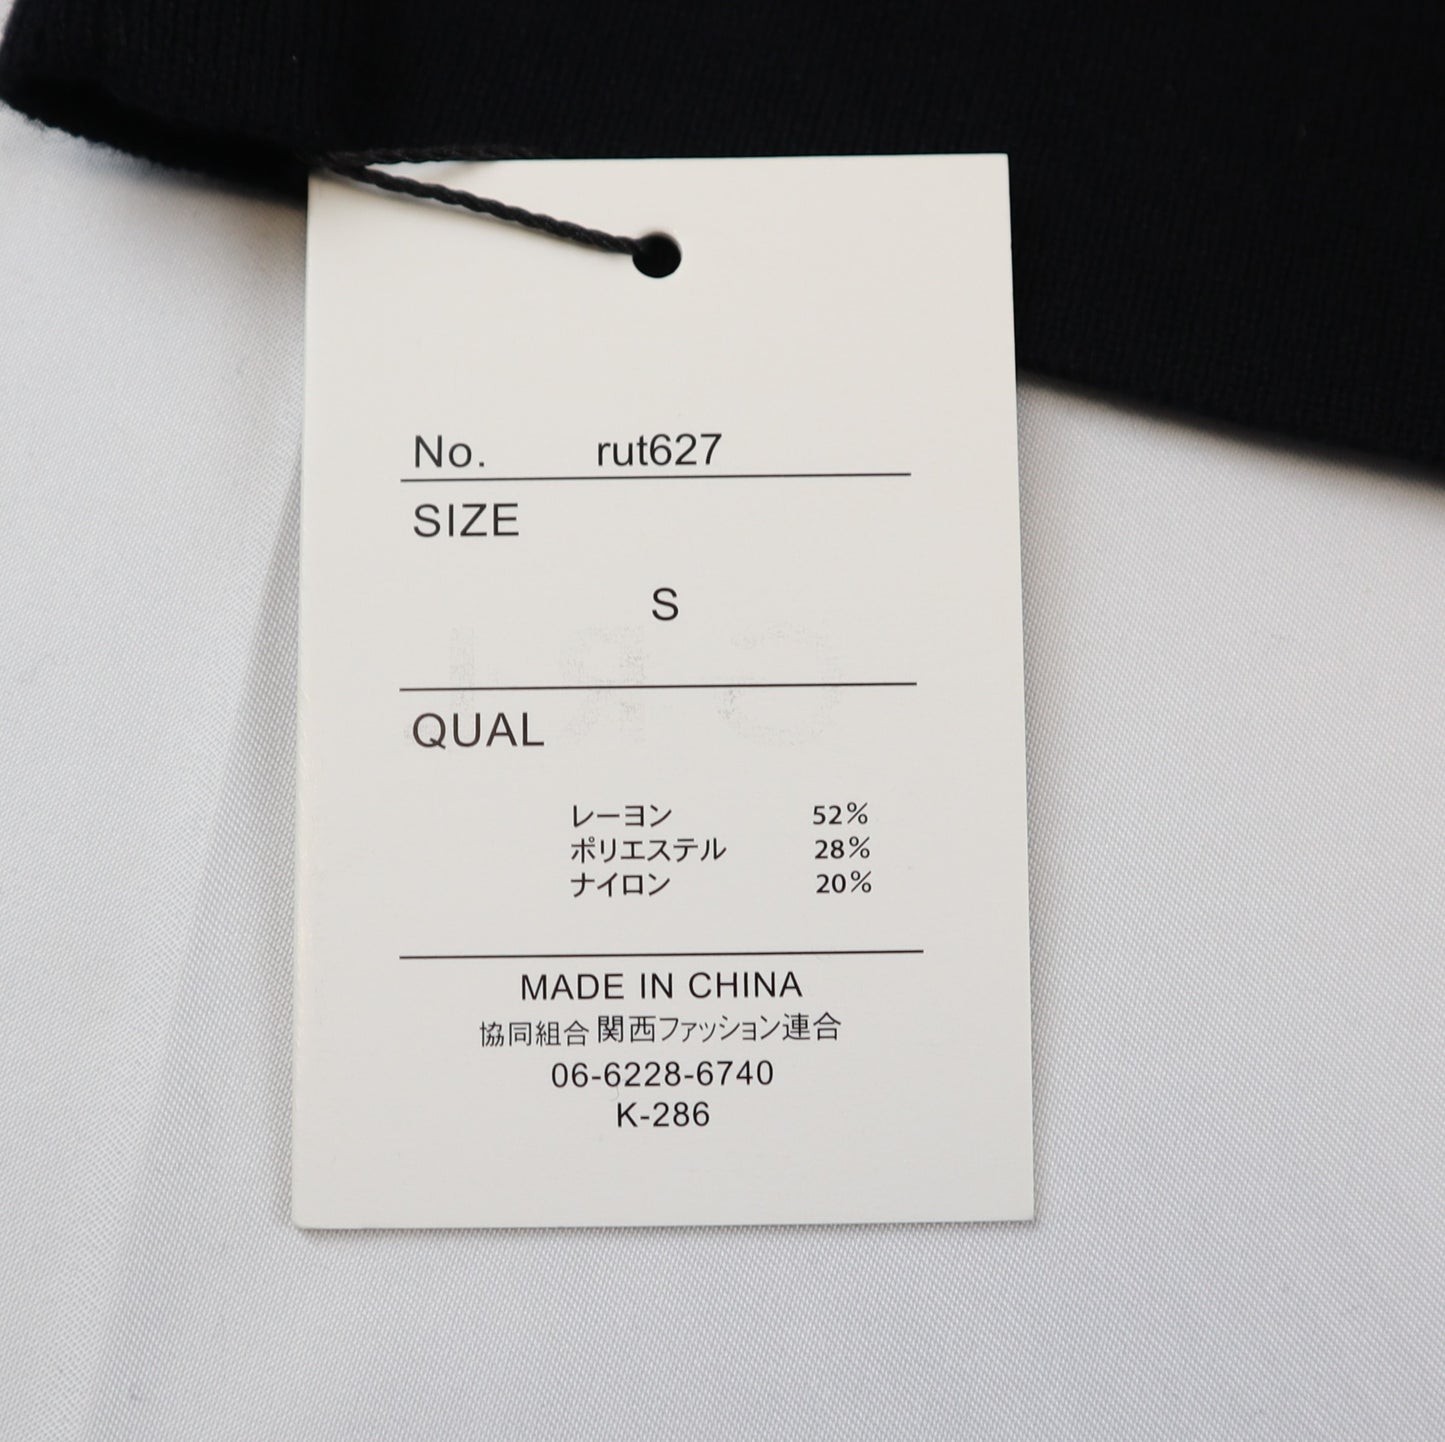 No. rut627
SIZE
S
QUAL
レーヨン 52%
ポリエステル 28%
ナイロン 20%
MADE IN CHINA
協同組合 関西ファッション連合
06-6228-6740
K-286